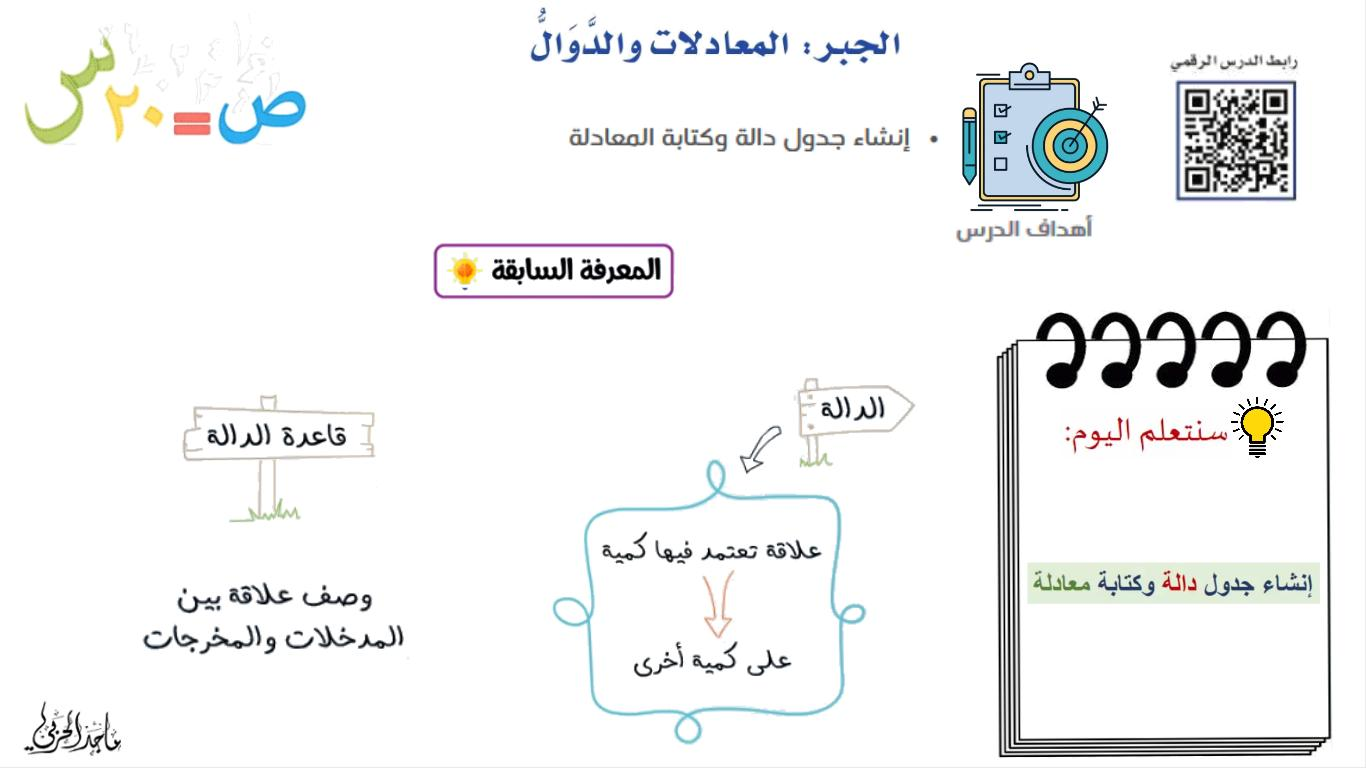 الجبر: المعادلات والدَّوَالُّ
رابط الدرس الرقمي
ص = ٢٠ س
• إنشاء جدول دالة وكتابة المعادلة
أهداف الدرس
المعرفة السابقة
سنتعلم اليوم:
إنشاء جدول دالة وكتابة معادلة
الدالة
علاقة تعتمد فيها كمية
على كمية أخرى
قاعدة الدالة
وصف علاقة بين
المدخلات والمخرجات
ماجد الحربي